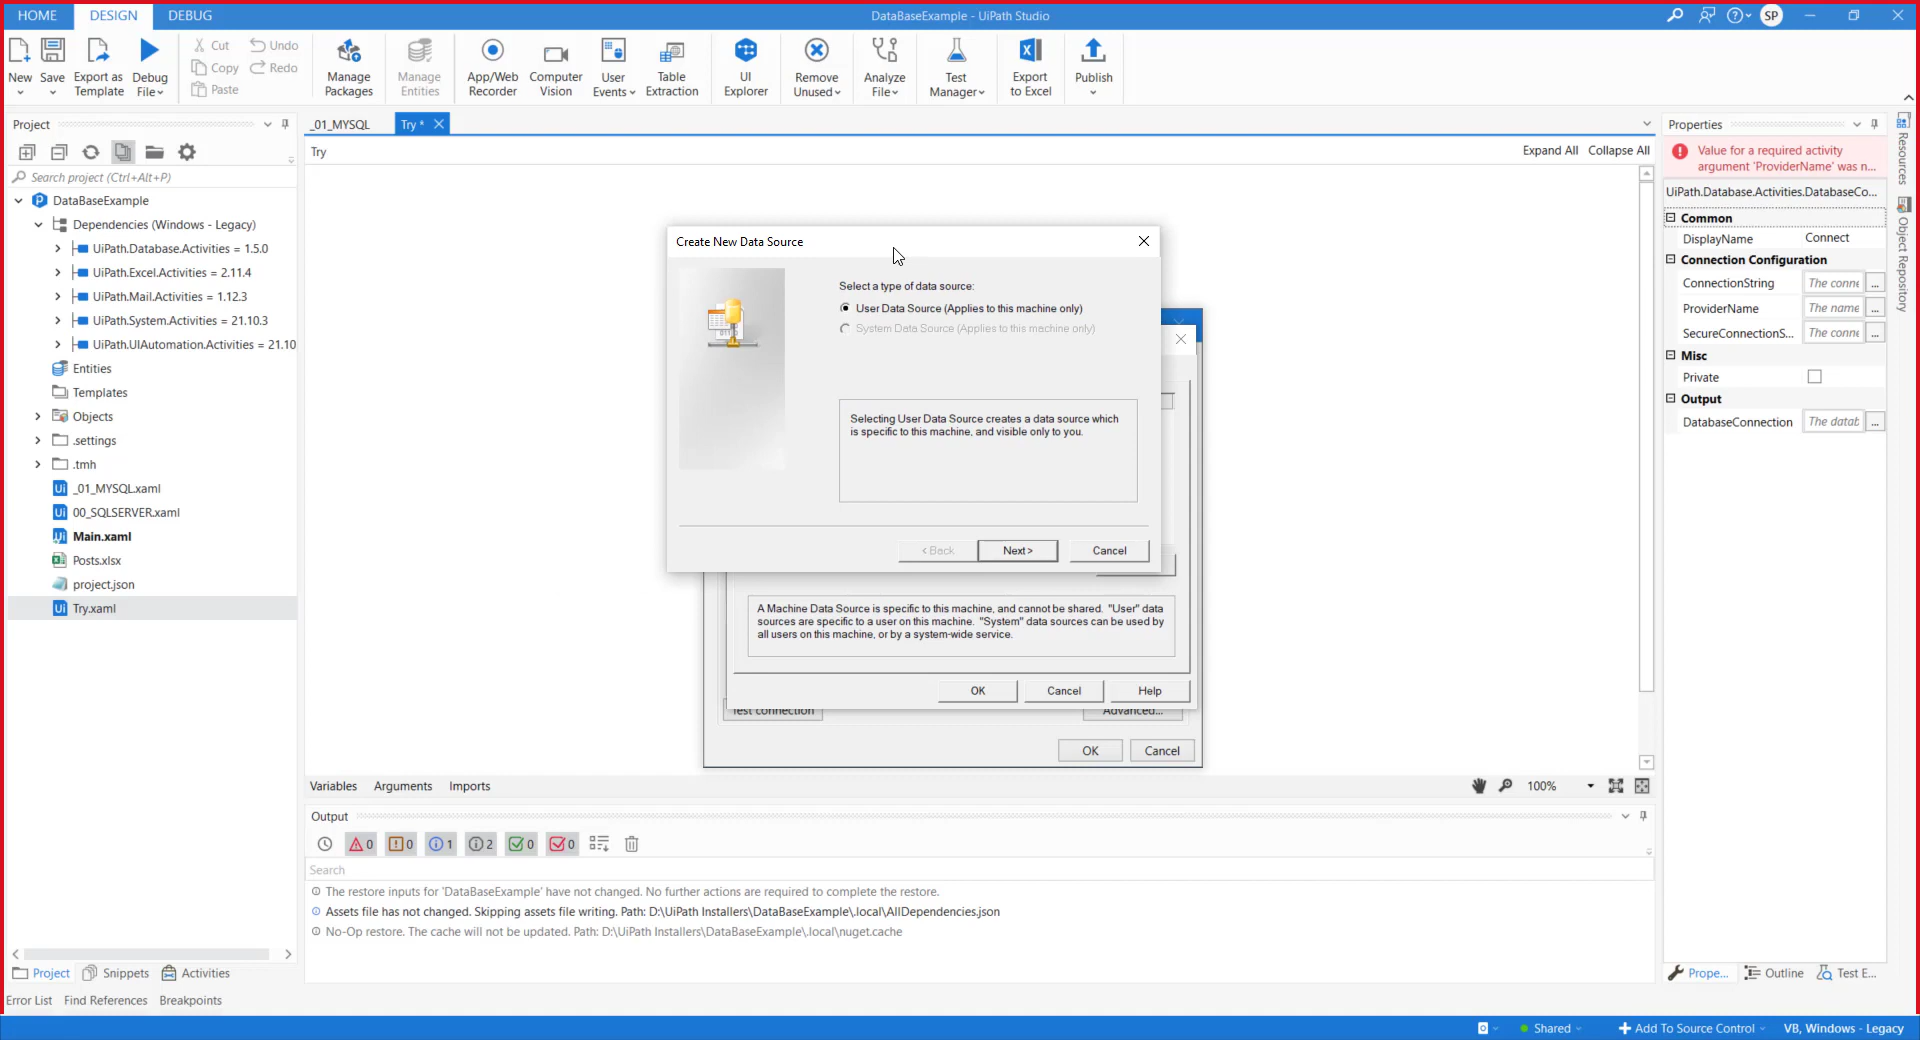 HOME
DESIGN
DEBUG
DataBaseExample - UiPath Studio
SP
New
Save
Export as
Template
Debug
File
Cut
Copy
Paste
Undo
Redo
Manage
Packages
Manage
Entities
App/Web
Recorder
Computer
Vision
User
Events
Table
Extraction
UI
Explorer
Remove
Unused
Analyze
File
Test
Manager
Export
to Excel
Publish
Project
Search project (Ctrl+Alt+P)
DataBaseExample
Dependencies (Windows - Legacy)
UiPath.Database.Activities = 1.5.0
UiPath.Excel.Activities = 2.11.4
UiPath.Mail.Activities = 1.12.3
UiPath.System.Activities = 21.10.3
UiPath.UIAutomation.Activities = 21.10
Entities
Templates
Objects
.settings
.tmh
_01_MYSQL.xaml
00_SQLSERVER.xaml
Main.xaml
Posts.xlsx
project.json
Try.xaml
Project
Snippets
Activities
Error List
Find References
Breakpoints
_01_MYSQL
Try *
Try
Expand All
Collapse All
Create New Data Source
Select a type of data source:
User Data Source (Applies to this machine only)
System Data Source (Applies to this machine only)
Selecting User Data Source creates a data source which
is specific to this machine, and visible only to you.
< Back
Next >
Cancel
A Machine Data Source is specific to this machine, and cannot be shared. "User" data
sources are specific to a user on this machine. "System" data sources can be used by
all users on this machine, or by a system-wide service.
OK
Cancel
Help
Test connection
Advanced...
OK
Cancel
Variables
Arguments
Imports
100%
Output
0
0
1
2
0
0
Search
The restore inputs for 'DataBaseExample' have not changed. No further actions are required to complete the restore.
Assets file has not changed. Skipping assets file writing. Path: D:\UiPath Installers\DataBaseExample\.local\AllDependencies.json
No-Op restore. The cache will not be updated. Path: D:\UiPath Installers\DataBaseExample\.local\nuget.cache
Properties
Value for a required activity
argument 'ProviderName' was n...
UiPath.Database.Activities.DatabaseCo...
Common
DisplayName
Connect
Connection Configuration
ConnectionString
The conne
...
ProviderName
The name
...
SecureConnectionS...
The conne
...
Misc
Private
Output
DatabaseConnection
The datab
...
Resources
Object Repository
Prope...
Outline
Test E...
Shared
Add To Source Control
VB, Windows - Legacy